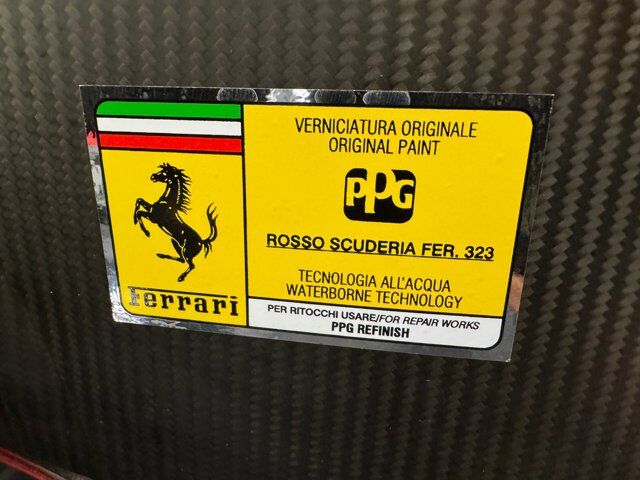 Ferrari
VERNICIATURA ORIGINALE
ORIGINAL PAINT
PPG
ROSSO SCUDERIA FER. 323
TECNOLOGIA ALL'ACQUA
WATERBORNE TECHNOLOGY
PER RITOCCHI USARE/FOR REPAIR WORKS
PPG REFINISH